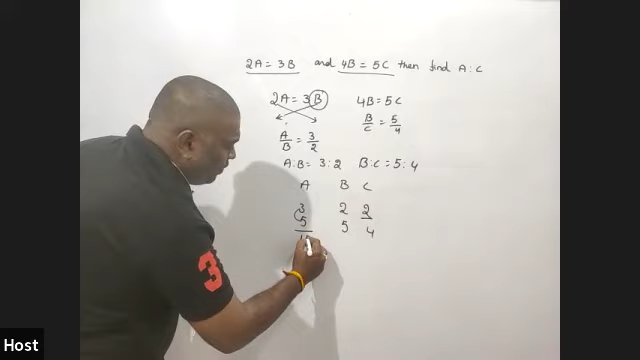 2A = 3B and 4B = 5C then find A:C
2A = 3B 4B = 5C
A/B = 3/2 B/C = 5/4
A:B = 3:2 B:C = 5:4
A B C
3 2 2
5 5 4
3
Host